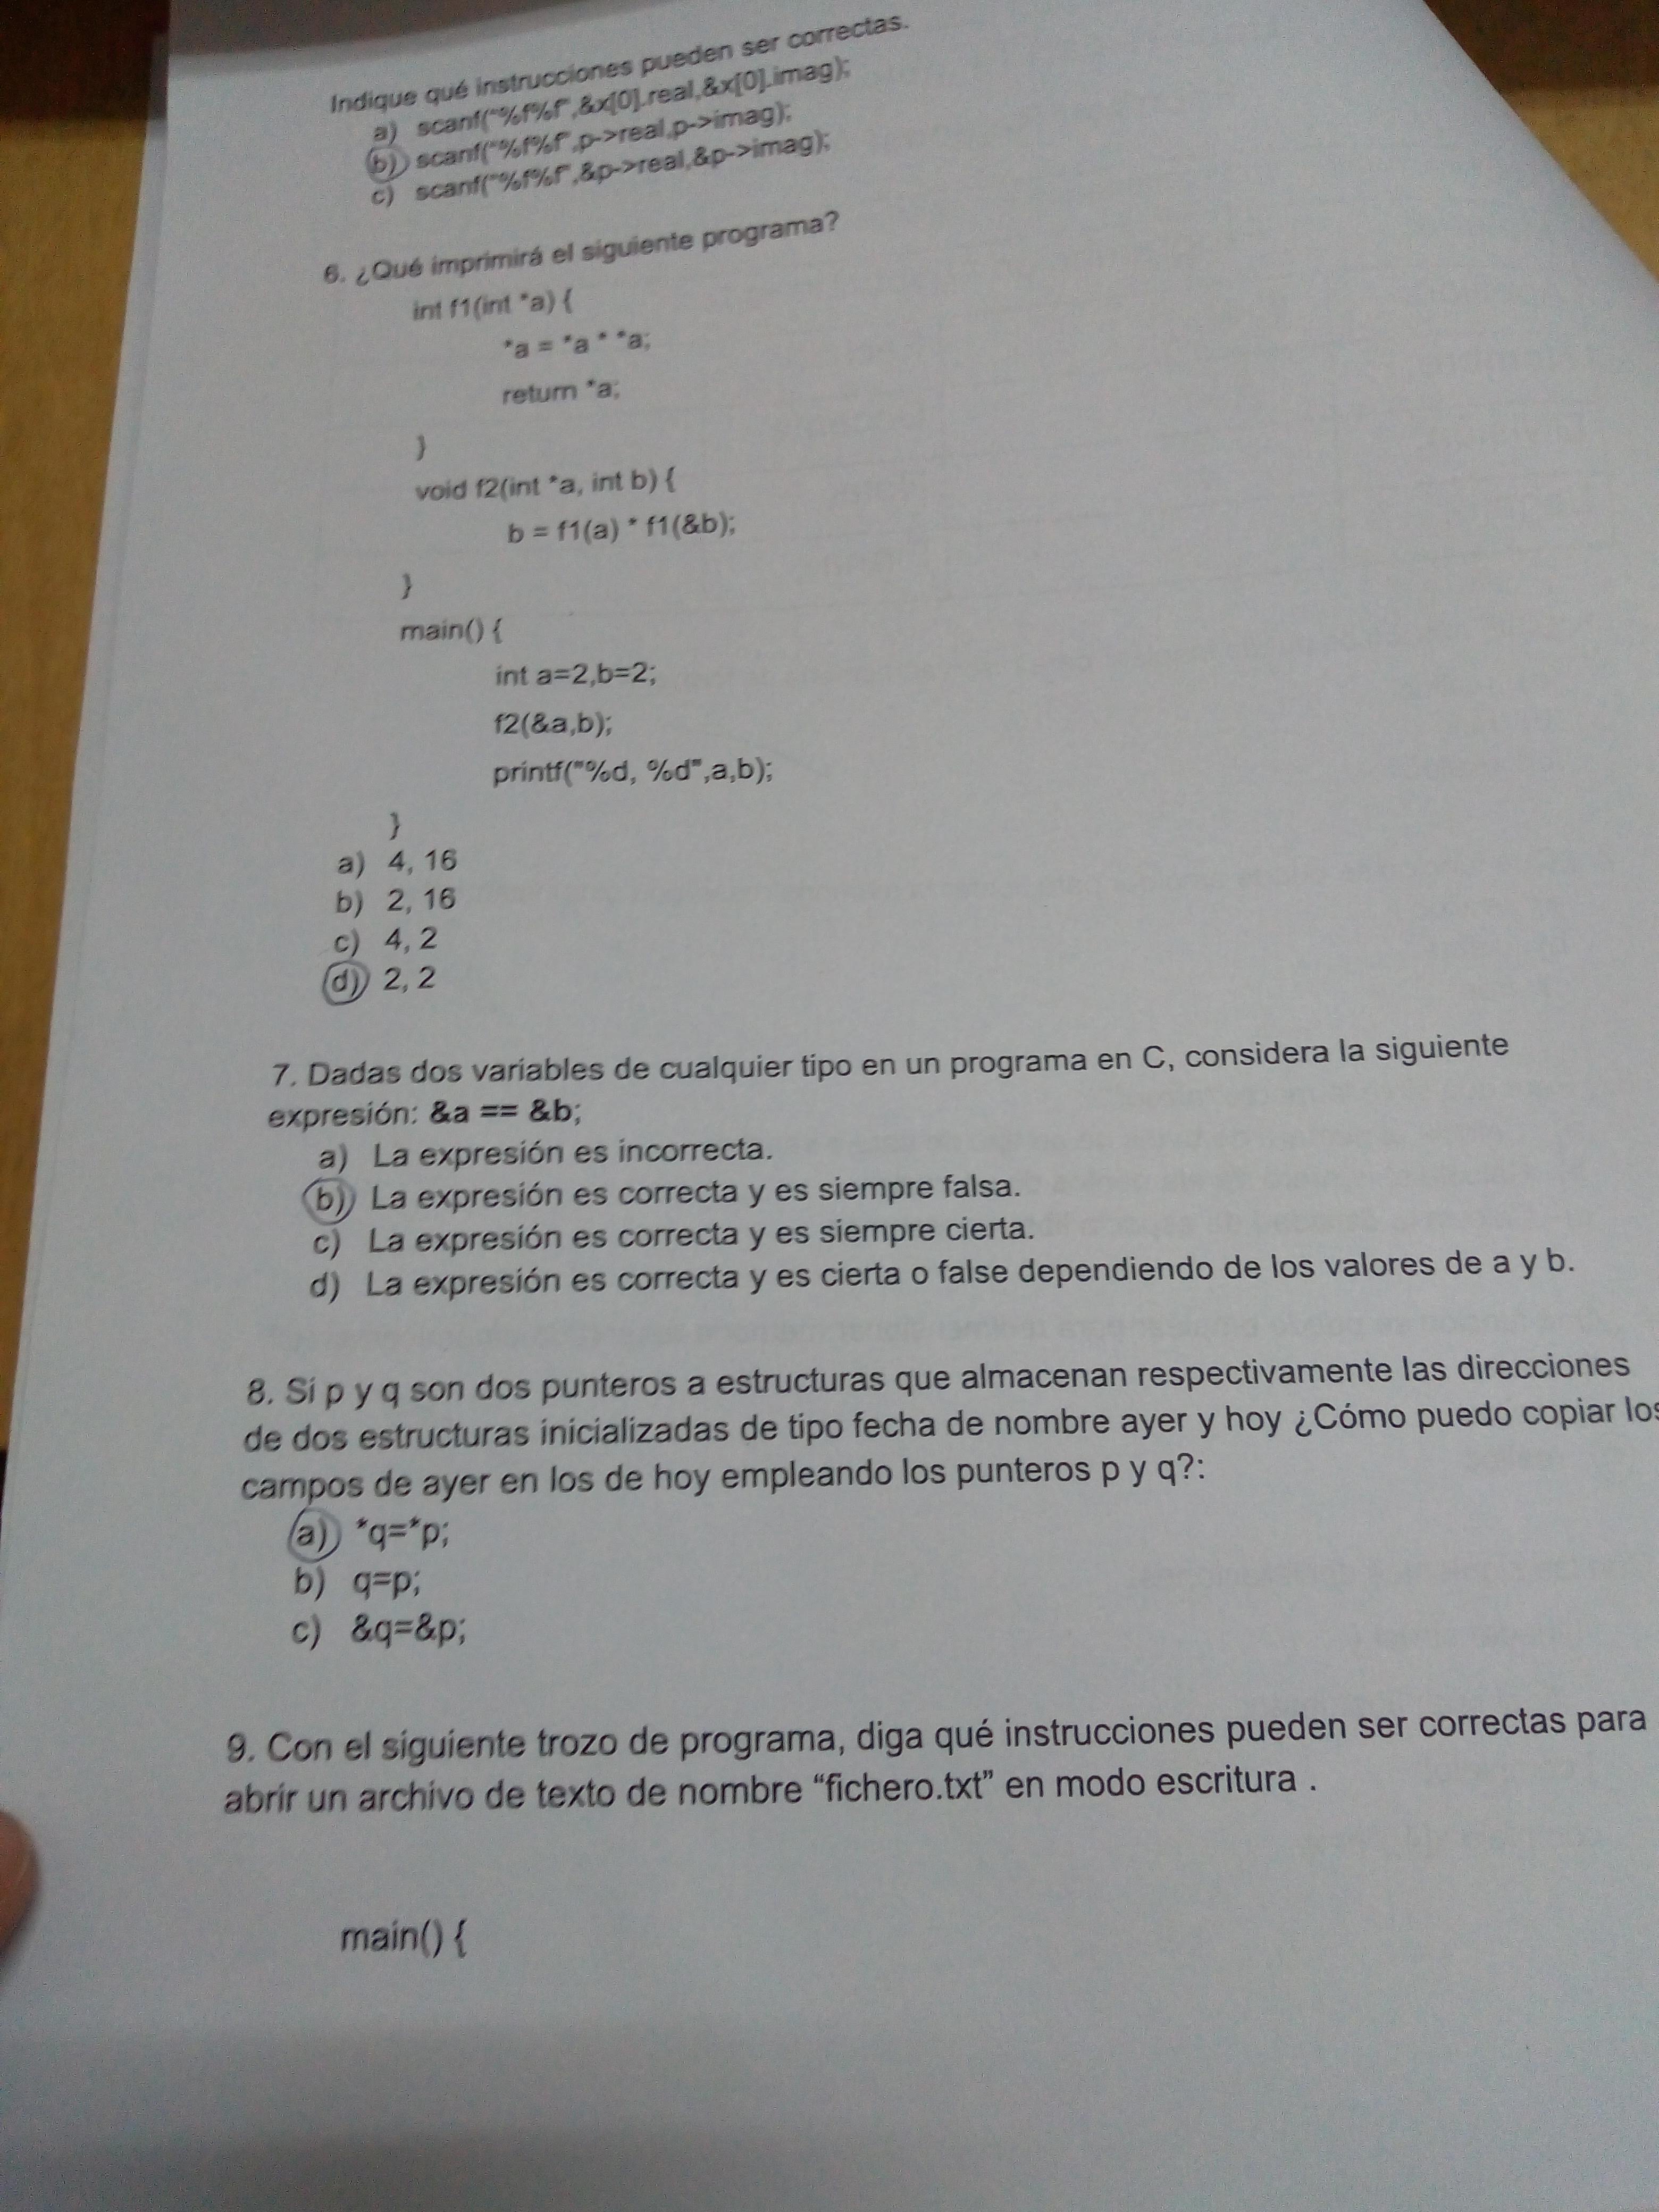 Indique qué instrucciones pueden ser correctas.
a) scanf("%f%f",&x[0].real,&x[0].imag);
b) scanf("%f%f",p->real,p->imag);
c) scanf("%f%f",&p->real,&p->imag);
6. ¿Qué imprimirá el siguiente programa?
int f1(int *a) {
*a = *a * *a;
return *a;
}
void f2(int *a, int b) {
b = f1(a) * f1(&b);
}
main() {
int a=2,b=2;
f2(&a,b);
printf("%d, %d",a,b);
}
a) 4, 16
b) 2, 16
c) 4, 2
d) 2, 2
7. Dadas dos variables de cualquier tipo en un programa en C, considera la siguiente
expresión: &a == &b;
a) La expresión es incorrecta.
b) La expresión es correcta y es siempre falsa.
c) La expresión es correcta y es siempre cierta.
d) La expresión es correcta y es cierta o false dependiendo de los valores de a y b.
8. Si p y q son dos punteros a estructuras que almacenan respectivamente las direcciones
de dos estructuras inicializadas de tipo fecha de nombre ayer y hoy ¿Cómo puedo copiar los
campos de ayer en los de hoy empleando los punteros p y q?:
a) *q=*p;
b) q=p;
c) &q=&p;
9. Con el siguiente trozo de programa, diga qué instrucciones pueden ser correctas para
abrir un archivo de texto de nombre “fichero.txt” en modo escritura .
main() {